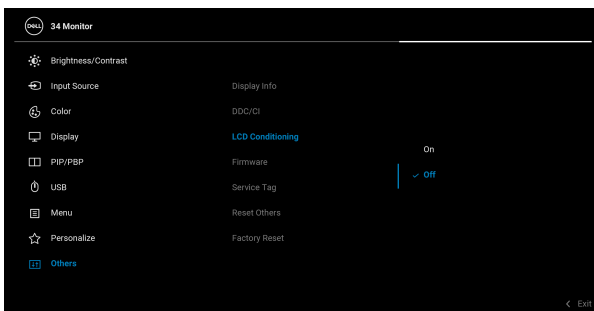 DELL
34 Monitor
Brightness/Contrast
Input Source
Color
Display
PIP/PBP
USB
Menu
Personalize
Others
Display Info
DDC/CI
LCD Conditioning
Firmware
Service Tag
Reset Others
Factory Reset
On
Off
Exit